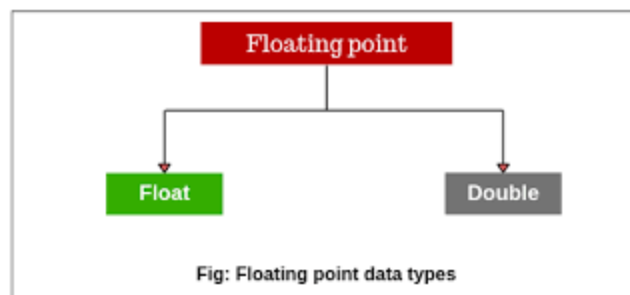 Floating point
Float
Double
Fig: Floating point data types